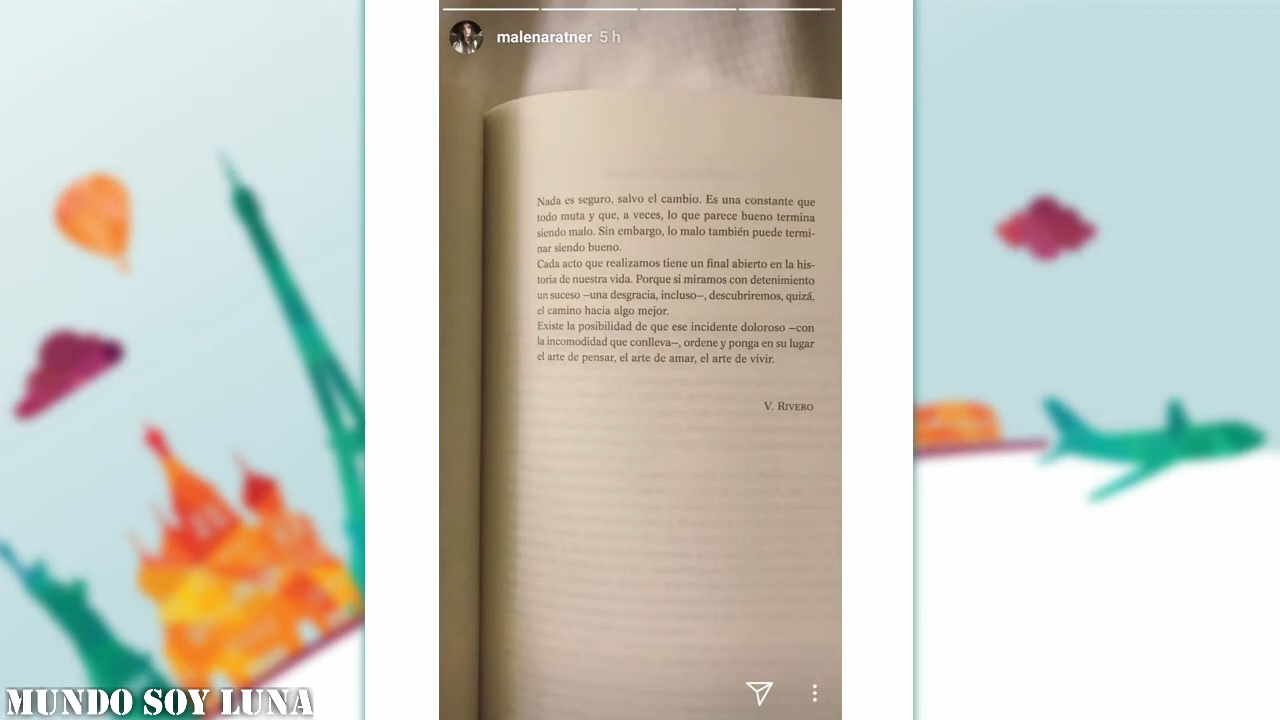 malenaratner 5 h
Nada es seguro, salvo el cambio. Es una constante que
todo muta y que, a veces, lo que parece bueno termina
siendo malo. Sin embargo, lo malo también puede termi-
nar siendo bueno.
Cada acto que realizamos tiene un final abierto en la his-
toria de nuestra vida. Porque si miramos con detenimiento
un suceso –una desgracia, incluso–, descubriremos, quizá,
el camino hacia algo mejor.
Existe la posibilidad de que ese incidente doloroso –con
la incomodidad que conlleva–, ordene y ponga en su lugar
el arte de pensar, el arte de amar, el arte de vivir.
V. RIVERO
MUNDO SOY LUNA